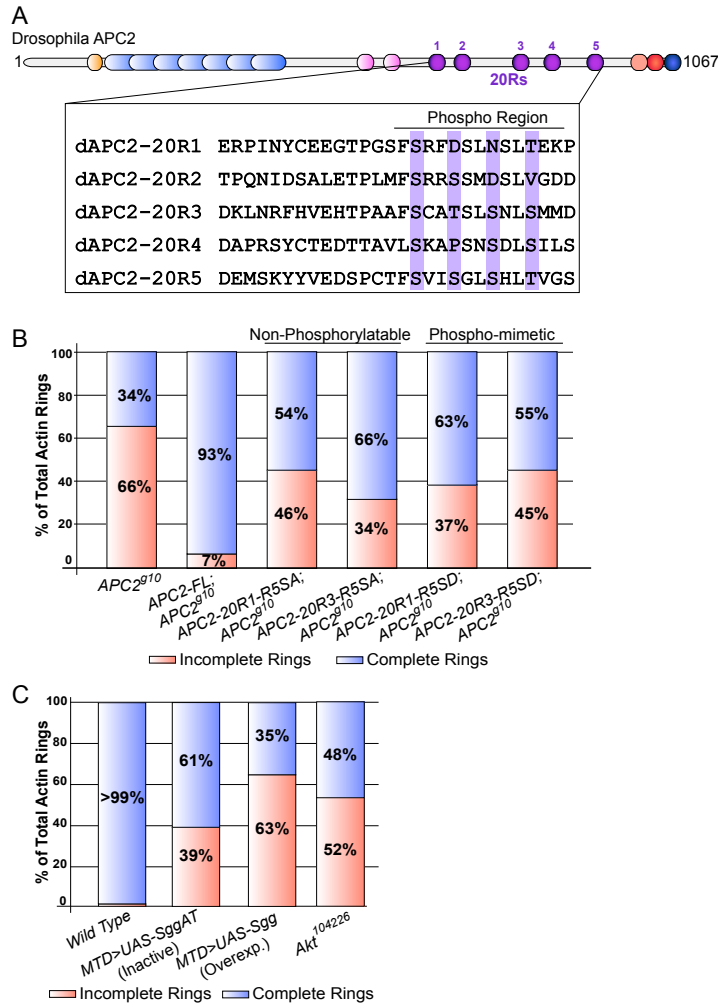 A
Drosophila APC2
1 1 2 3 4 5 1067
20Rs
Phospho Region
dAPC2-20R1 ERPINYCEEGTPGSFSRFDSLNSLTEKP
dAPC2-20R2 TPQNIDSALETPLMFSRRSSMDSLVGDD
dAPC2-20R3 DKLNRFHVEHTPAAFSCATSLSNLSMMD
dAPC2-20R4 DAPRSYCTEDTTAVLSKAPSNSDLSILS
dAPC2-20R5 DEMSKYYVEDSPCTFSVISGLSHLTVGS
B
Non-Phosphorylatable Phospho-mimetic
% of Total Actin Rings
100
80
60
40
20
0
34% 93% 54% 66% 63% 55%
66% 7% 46% 34% 37% 45%
APC2g10
APC2-FL;
APC2g10
APC2-20R1-R5SA;
APC2g10
APC2-20R3-R5SA;
APC2g10
APC2-20R1-R5SD;
APC2g10
APC2-20R3-R5SD;
APC2g10
Incomplete Rings Complete Rings
C
% of Total Actin Rings
100
80
60
40
20
0
>99% 61% 35% 48%
39% 63% 52%
Wild Type
MTD>UAS-SggAT
(Inactive)
MTD>UAS-Sgg
(Overexp.)
Akt104226
Incomplete Rings Complete Rings